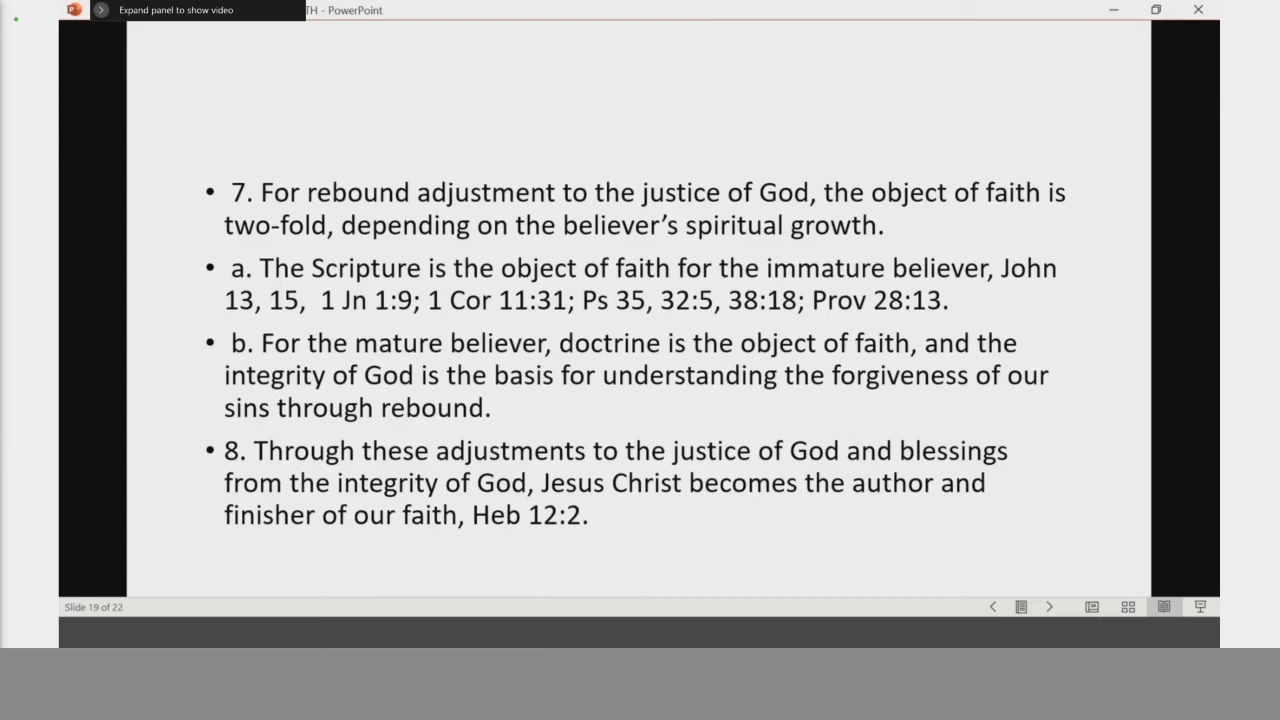 Expand panel to show video
TH - PowerPoint
• 7. For rebound adjustment to the justice of God, the object of faith is
two-fold, depending on the believer’s spiritual growth.
• a. The Scripture is the object of faith for the immature believer, John
13, 15, 1 Jn 1:9; 1 Cor 11:31; Ps 35, 32:5, 38:18; Prov 28:13.
• b. For the mature believer, doctrine is the object of faith, and the
integrity of God is the basis for understanding the forgiveness of our
sins through rebound.
• 8. Through these adjustments to the justice of God and blessings
from the integrity of God, Jesus Christ becomes the author and
finisher of our faith, Heb 12:2.
Slide 19 of 22